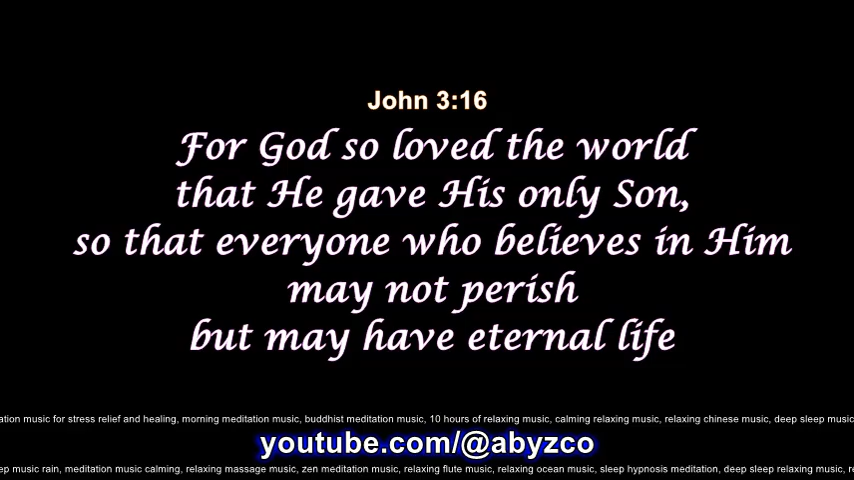 John 3:16
For God so loved the world
that He gave His only Son,
so that everyone who believes in Him
may not perish
but may have eternal life
ation music for stress relief and healing, morning meditation music, buddhist meditation music, 10 hours of relaxing music, calming relaxing music, relaxing chinese music, deep sleep music
youtube.com/@abyzco
ep music rain, meditation music calming, relaxing massage music, zen meditation music, relaxing flute music, relaxing ocean music, sleep hypnosis meditation, deep sleep relaxing music, re